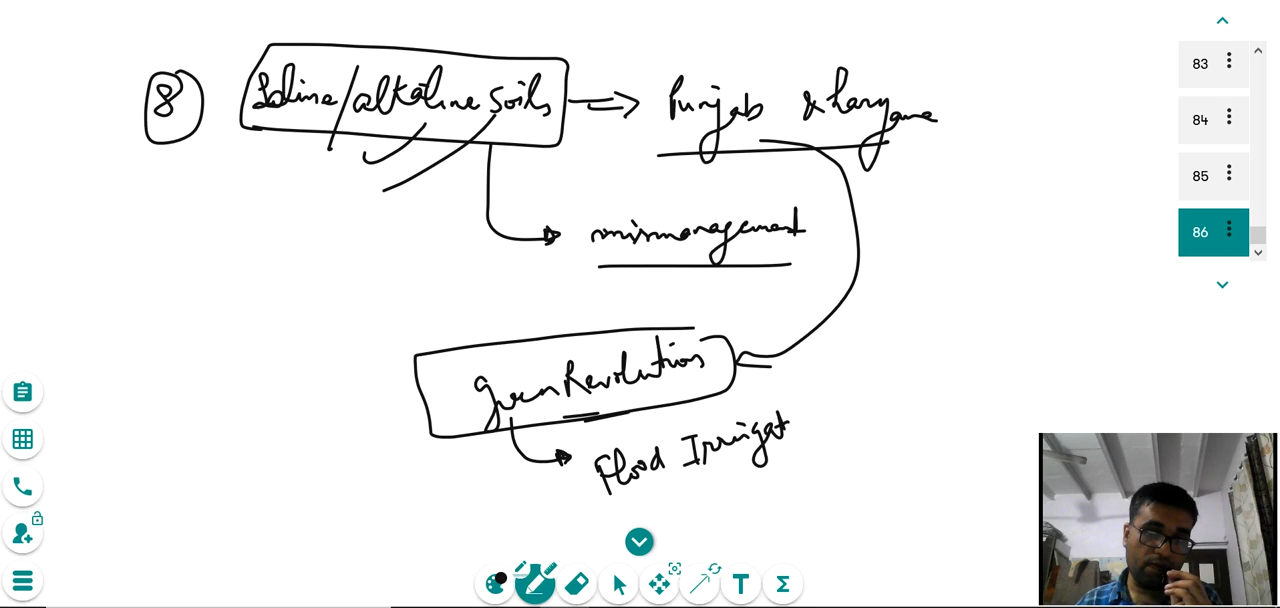 8 Saline/alkaline soils => Punjab & Haryana
mismanagement
Green Revolution
Flood Irrigat
83
84
85
86
T
Σ